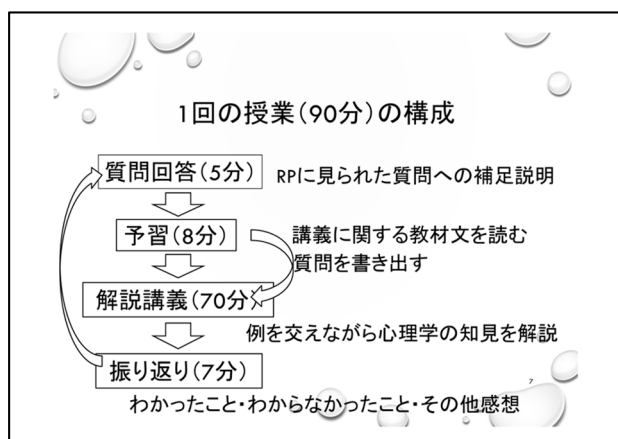 1回の授業(90分)の構成
質問回答(5分)
RPに見られた質問への補足説明
予習(8分)
講義に関する教材文を読む
質問を書き出す
解説講義(70分)
例を交えながら心理学の知見を解説
振り返り(7分)
7
わかったこと・わからなかったこと・その他感想